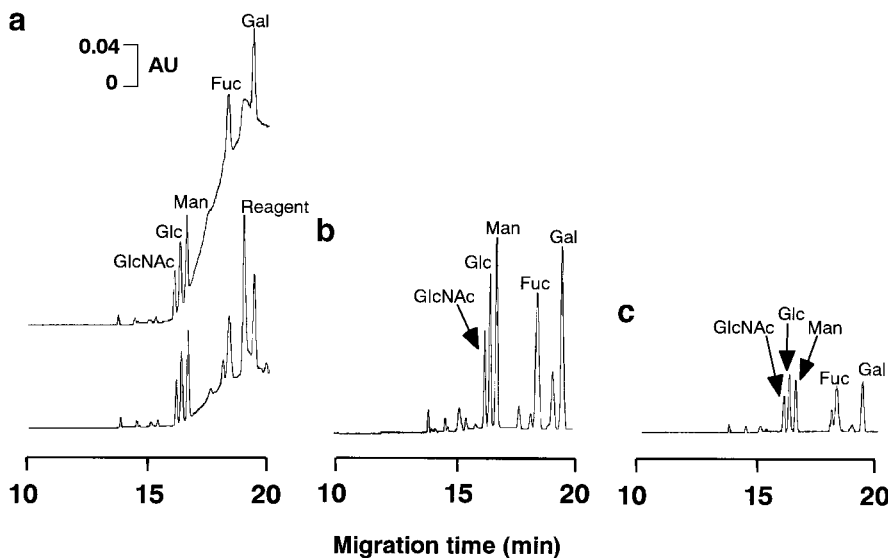 a
0.04
0
AU
Gal
Fuc
Man
Glc
GlcNAc
Reagent
10 15 20
b
Man
Glc
GlcNAc
Fuc
Gal
10 15 20
c
Glc
GlcNAc
Man
Fuc
Gal
10 15 20
Migration time (min)